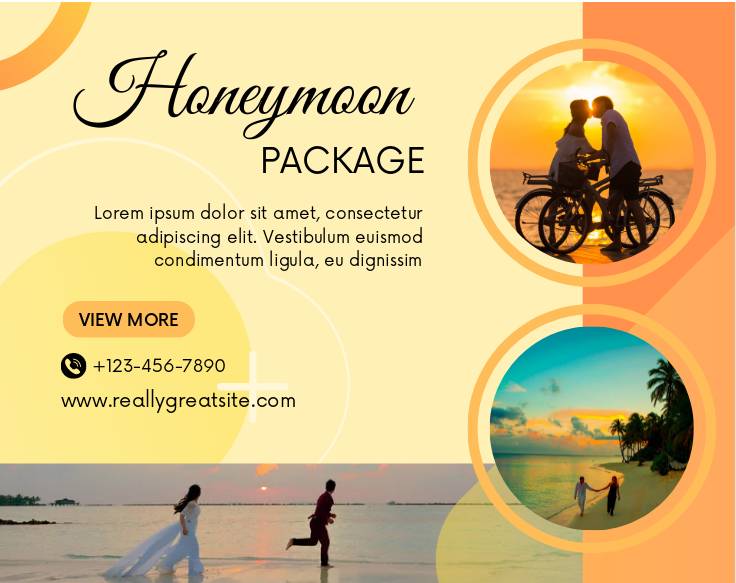 Honeymoon
PACKAGE
Lorem ipsum dolor sit amet, consectetur
adipiscing elit. Vestibulum euismod
condimentum ligula, eu dignissim
VIEW MORE
+123-456-7890
www.reallygreatsite.com